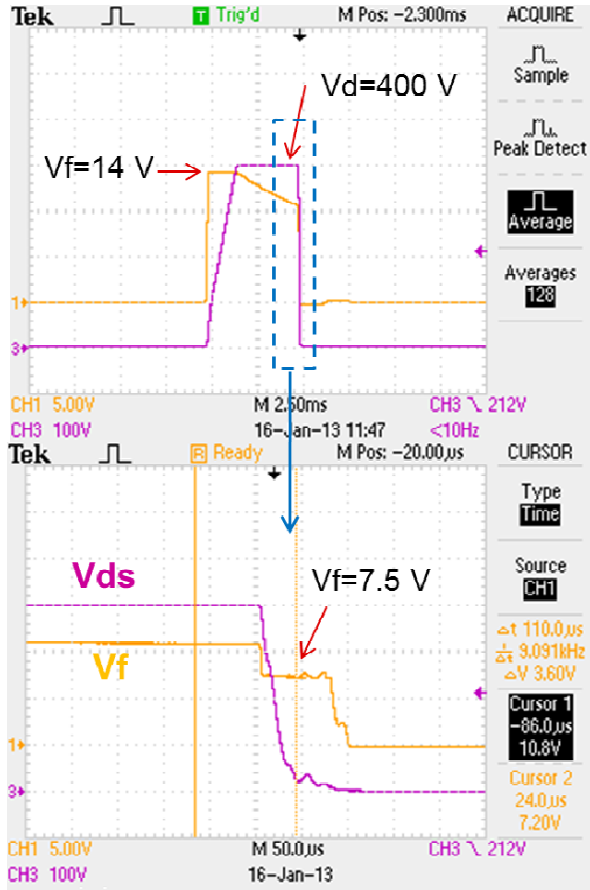 Tek T Trig'd M Pos: -2.300ms ACQUIRE
Sample
Vd=400 V
Peak Detect
Vf=14 V
Average
Averages
128
1
3
CH1 5.00V M 2.50ms CH3 \ 212V
CH3 100V 16-Jan-13 11:47 <10Hz
Tek R Ready M Pos: -20.00µs CURSOR
Type
Time
Source
CH1
Vds
Vf=7.5 V
Vf
Δt 110.0µs
1/Δt 9.091kHz
ΔV 3.60V
Cursor 1
-86.0µs
10.8V
1
Cursor 2
24.0µs
7.20V
3
CH1 5.00V M 50.0µs CH3 \ 212V
CH3 100V 16-Jan-13